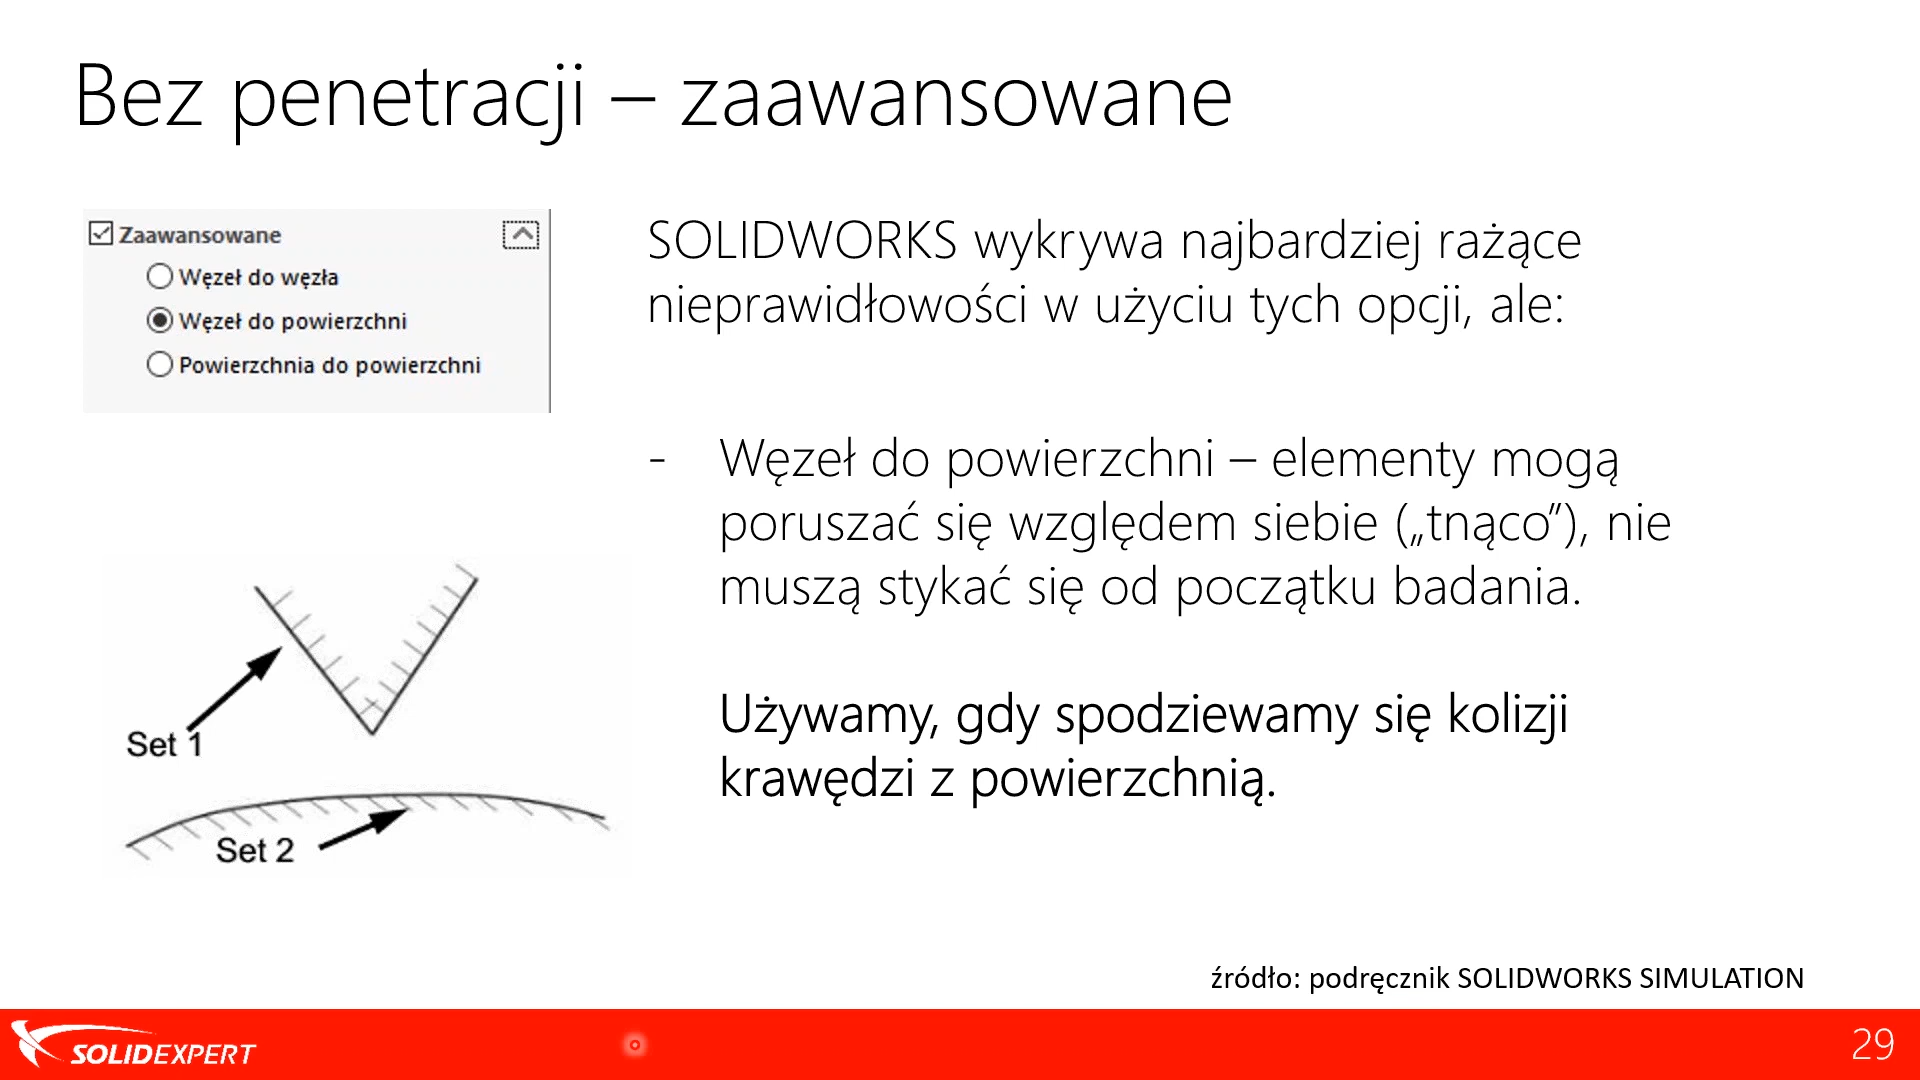 Bez penetracji – zaawansowane
Zaawansowane
Węzeł do węzła
Węzeł do powierzchni
Powierzchnia do powierzchni
SOLIDWORKS wykrywa najbardziej rażące
nieprawidłowości w użyciu tych opcji, ale:
- Węzeł do powierzchni – elementy mogą
poruszać się względem siebie („tnąco”), nie
muszą stykać się od początku badania.
Używamy, gdy spodziewamy się kolizji
krawędzi z powierzchnią.
Set 1
Set 2
źródło: podręcznik SOLIDWORKS SIMULATION
SOLIDEXPERT
29